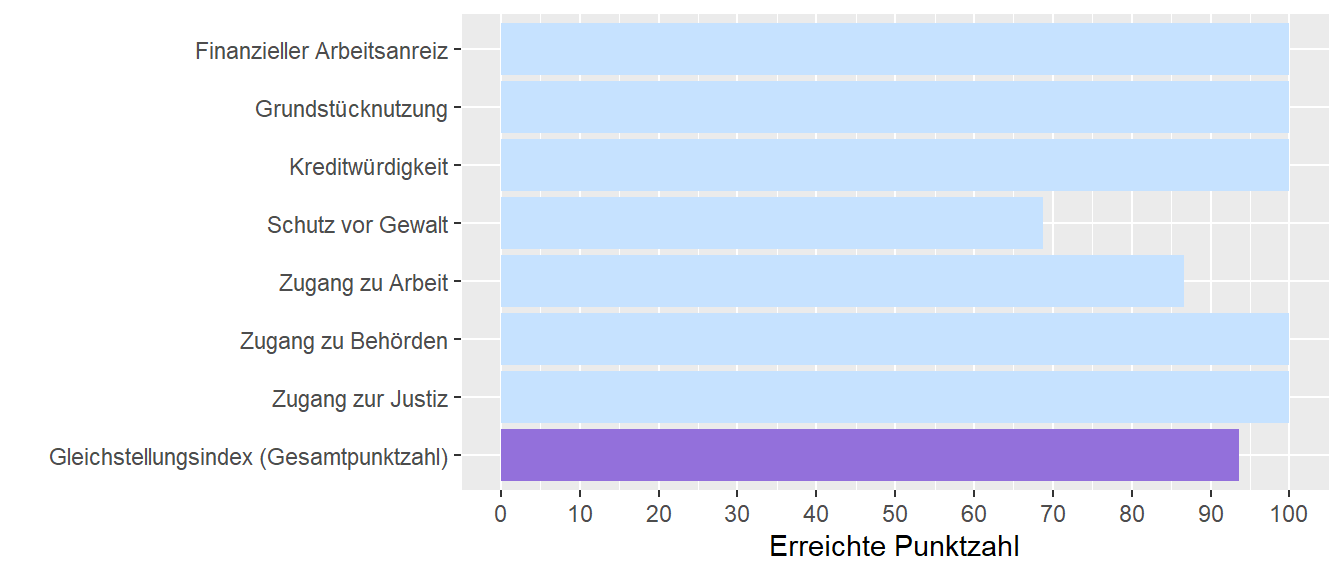 Finanzieller Arbeitsanreiz
Grundstücknutzung
Kreditwürdigkeit
Schutz vor Gewalt
Zugang zu Arbeit
Zugang zu Behörden
Zugang zur Justiz
Gleichstellungsindex (Gesamtpunktzahl)
0 10 20 30 40 50 60 70 80 90 100
Erreichte Punktzahl